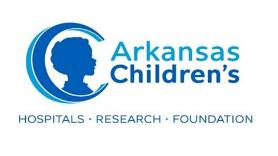 Arkansas
Children's
HOSPITALS · RESEARCH · FOUNDATION